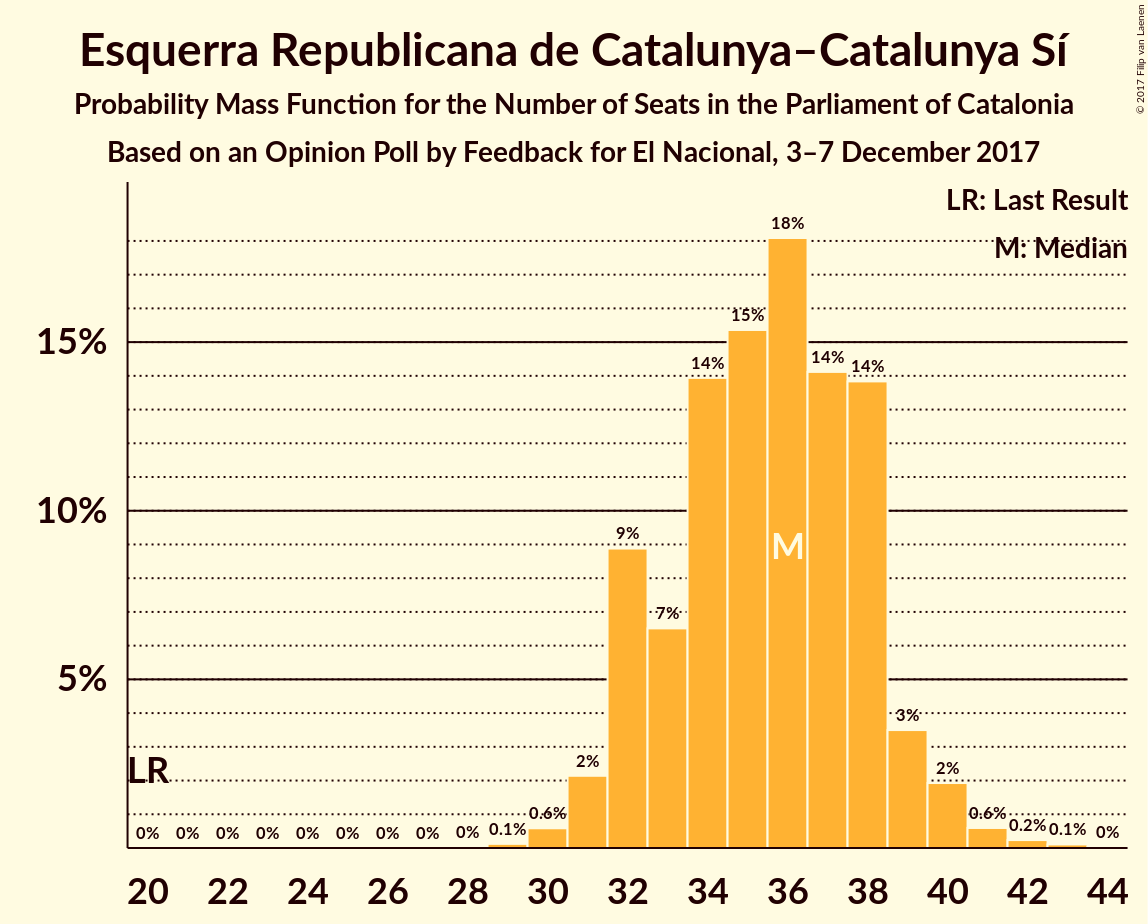 Esquerra Republicana de Catalunya–Catalunya Sí
Probability Mass Function for the Number of Seats in the Parliament of Catalonia
Based on an Opinion Poll by Feedback for El Nacional, 3–7 December 2017
© 2017 Filip van Laenen
LR: Last Result
M: Median
15%
10%
5%
LR
M
0% 0% 0% 0% 0% 0% 0% 0% 0% 0.1% 0.6% 2% 9% 7% 14% 15% 18% 14% 14% 3% 2% 0.6% 0.2% 0.1% 0%
20 22 24 26 28 30 32 34 36 38 40 42 44